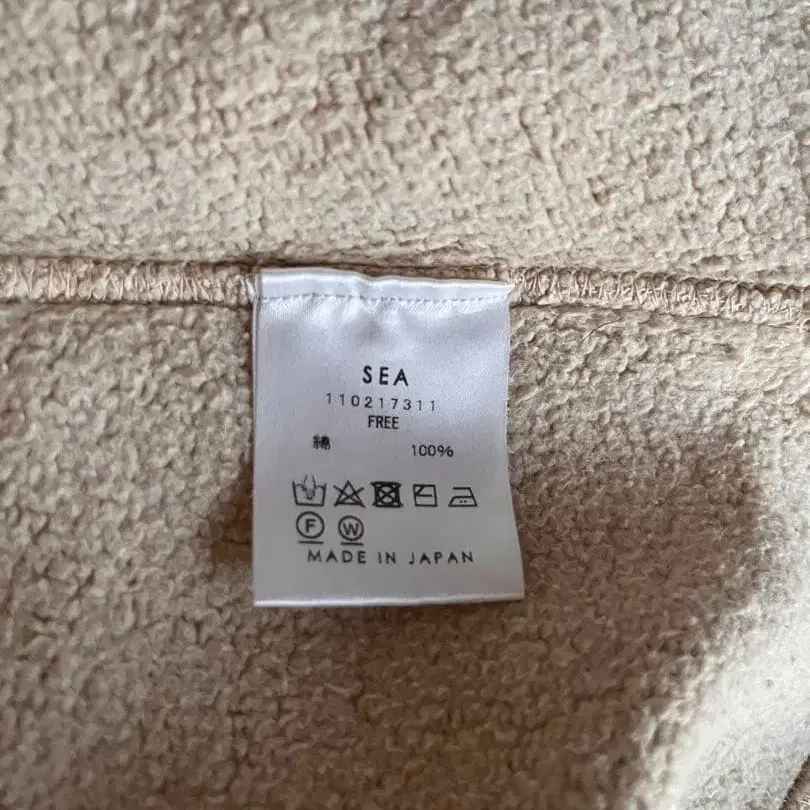 SEA
110217311
FREE
綿 100%
F W
MADE IN JAPAN